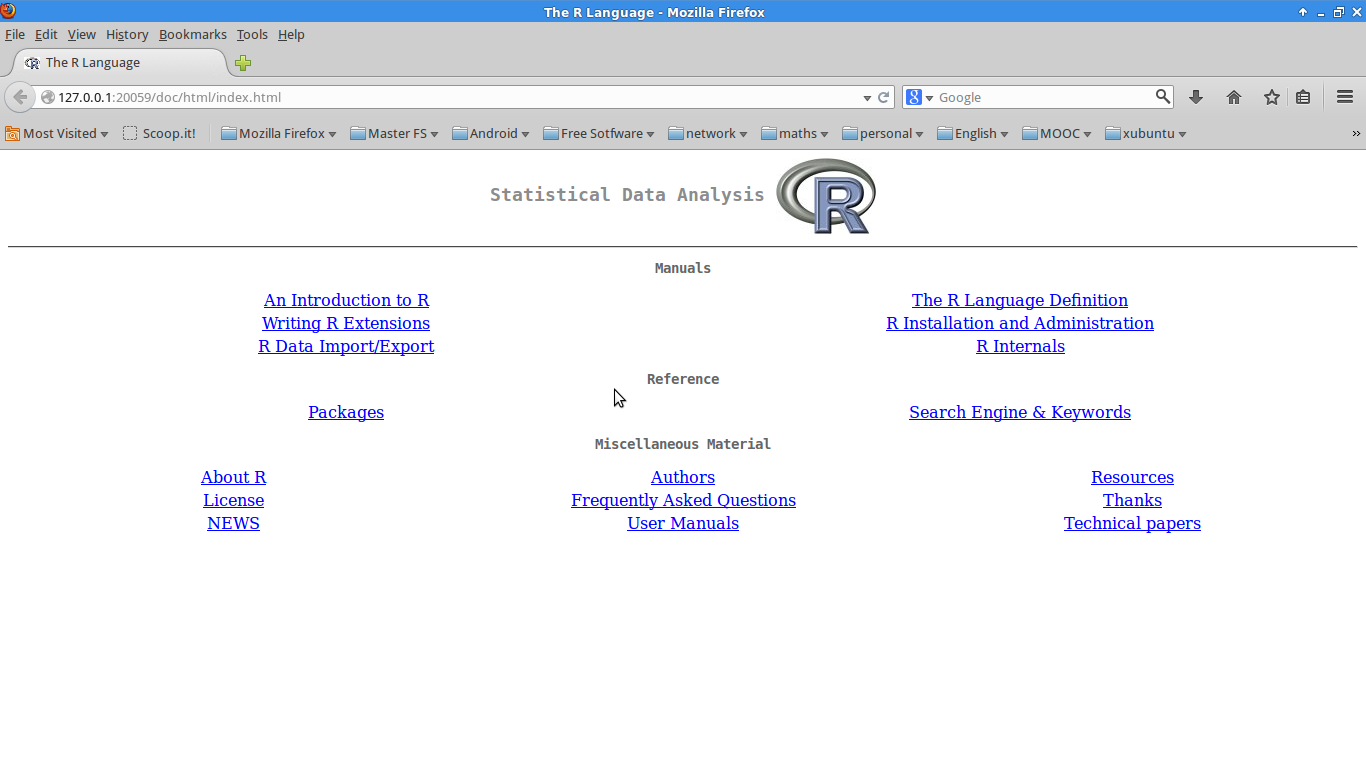 The R Language - Mozilla Firefox
File Edit View History Bookmarks Tools Help
The R Language
127.0.0.1:20059/doc/html/index.html
Google
Most Visited Scoop.it! Mozilla Firefox Master FS Android Free Sotfware network maths personal English MOOC xubuntu »
Statistical Data Analysis R
Manuals
An Introduction to R The R Language Definition
Writing R Extensions R Installation and Administration
R Data Import/Export R Internals
Reference
Packages Search Engine & Keywords
Miscellaneous Material
About R Authors Resources
License Frequently Asked Questions Thanks
NEWS User Manuals Technical papers